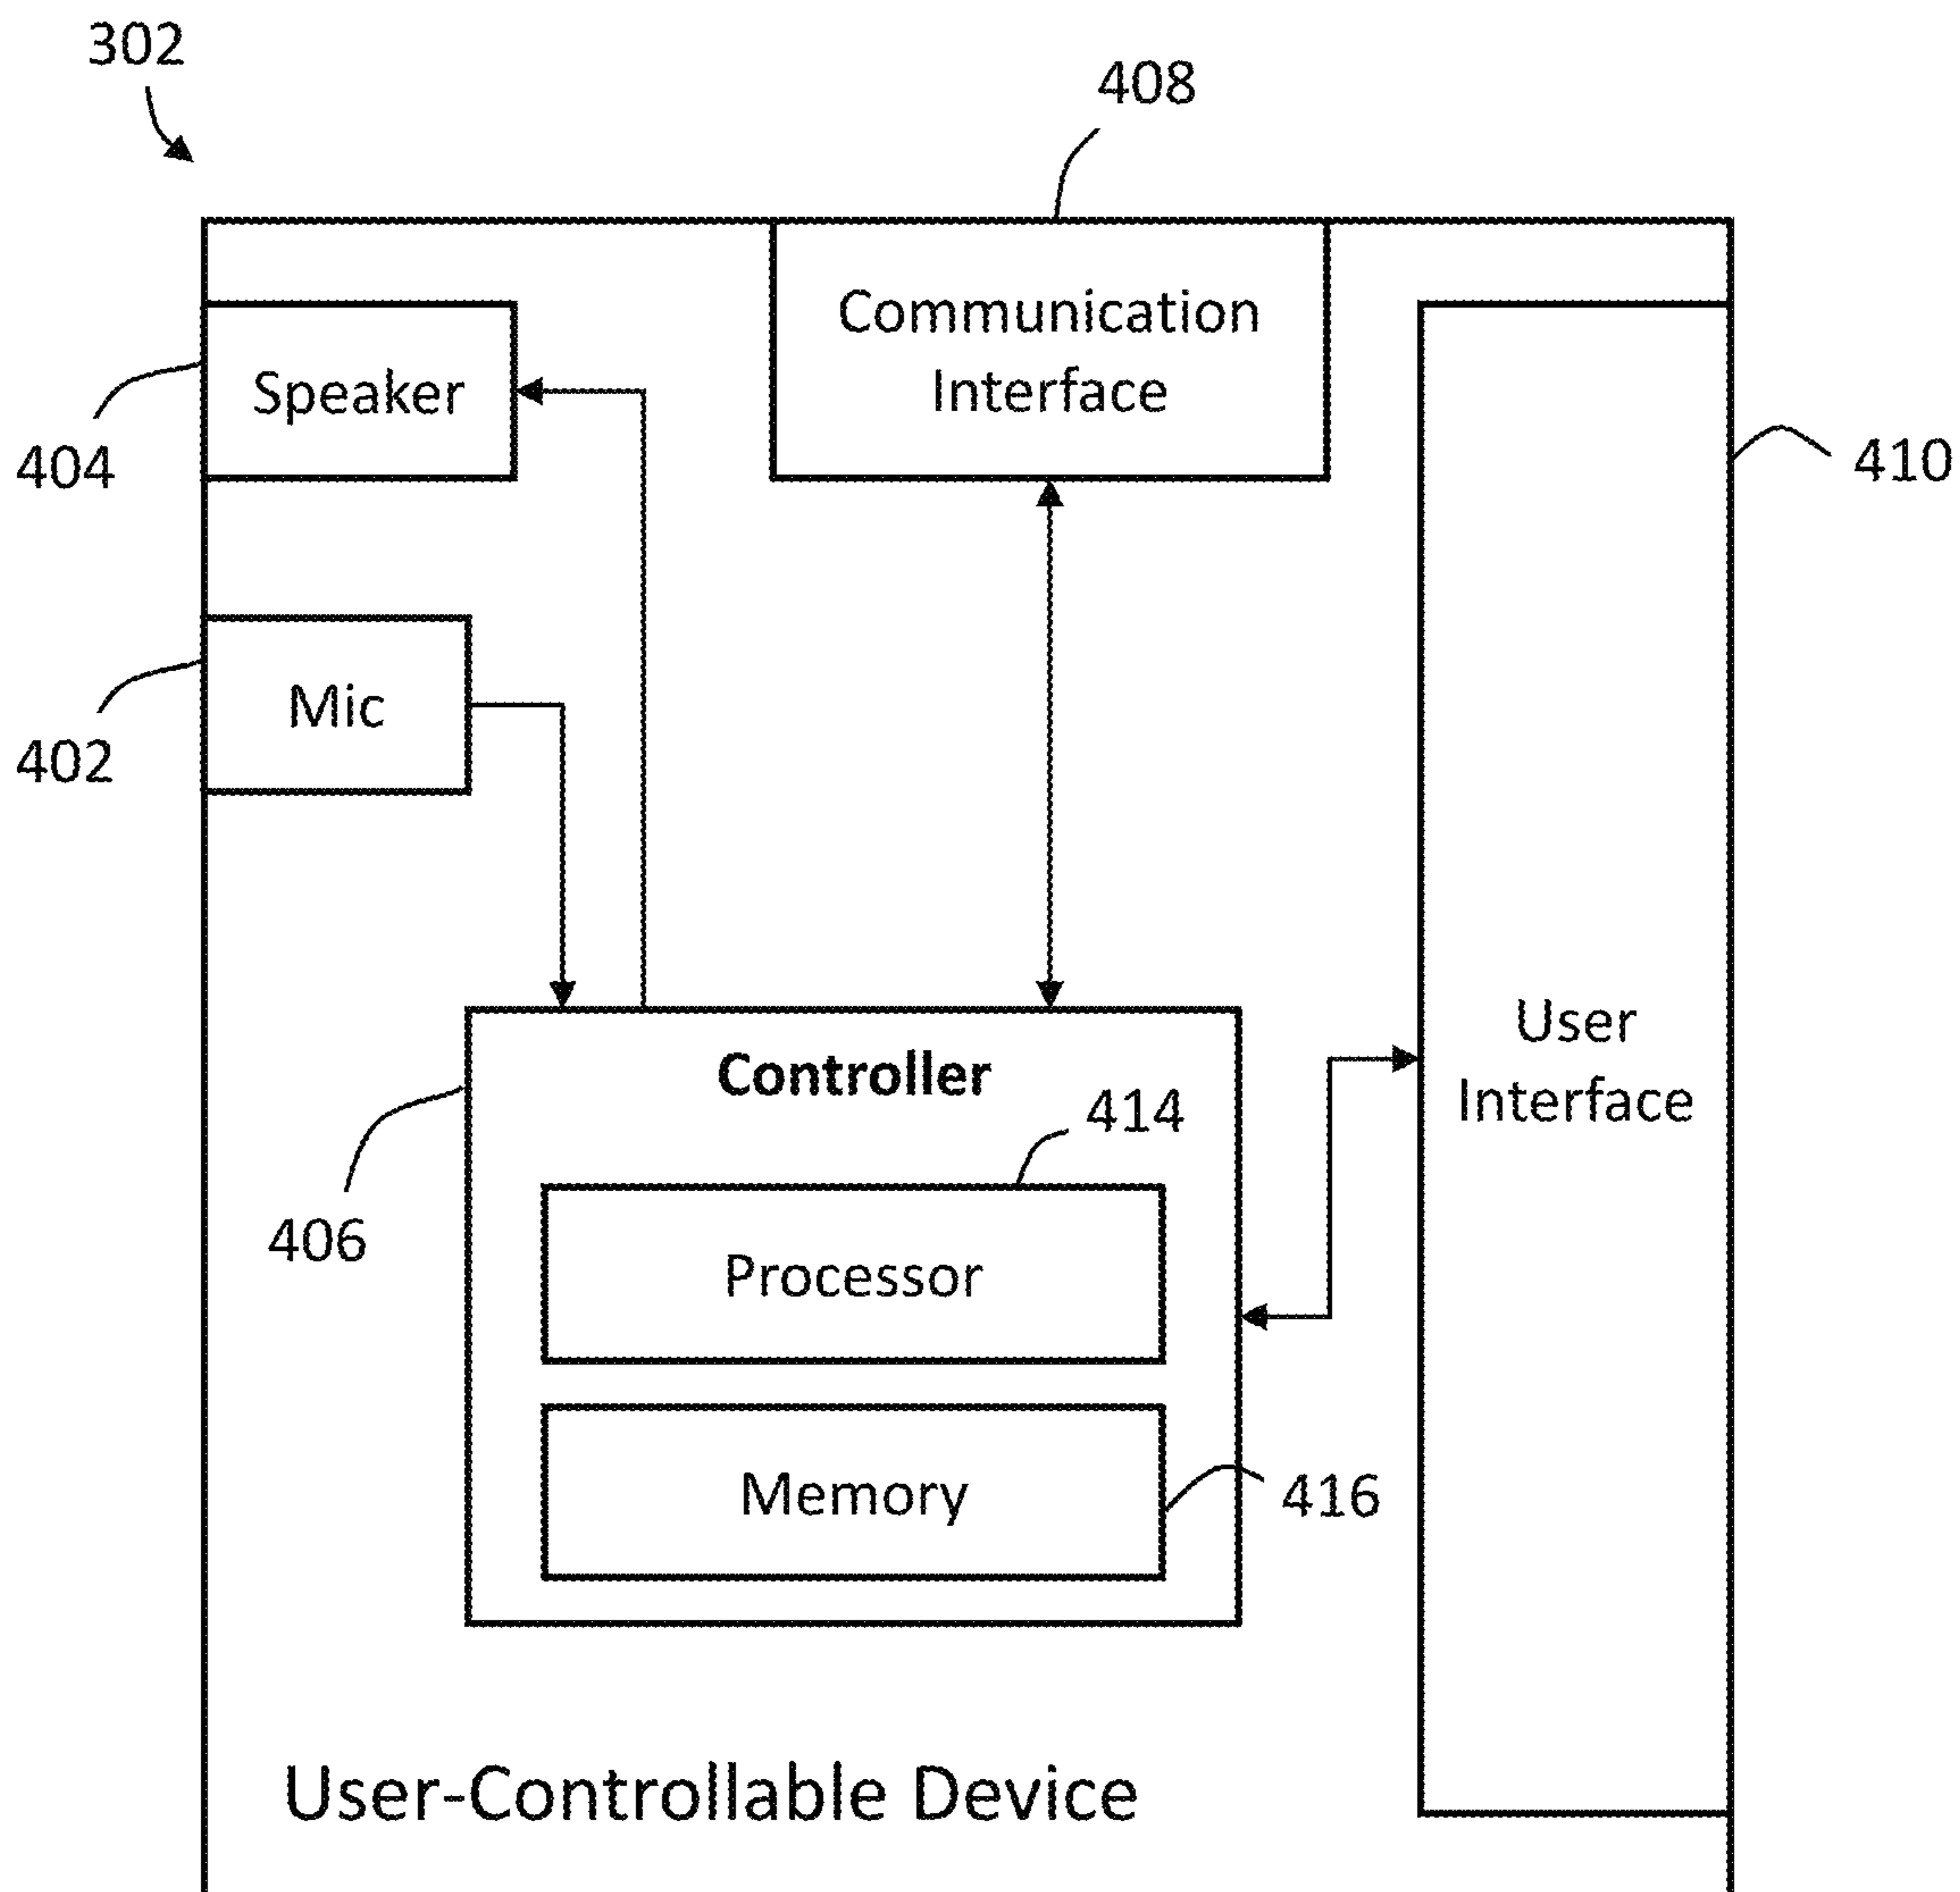 302
408
Communication
Interface
Speaker
404
410
Mic
402
User
Interface
Controller
414
406
Processor
Memory
416
User-Controllable Device